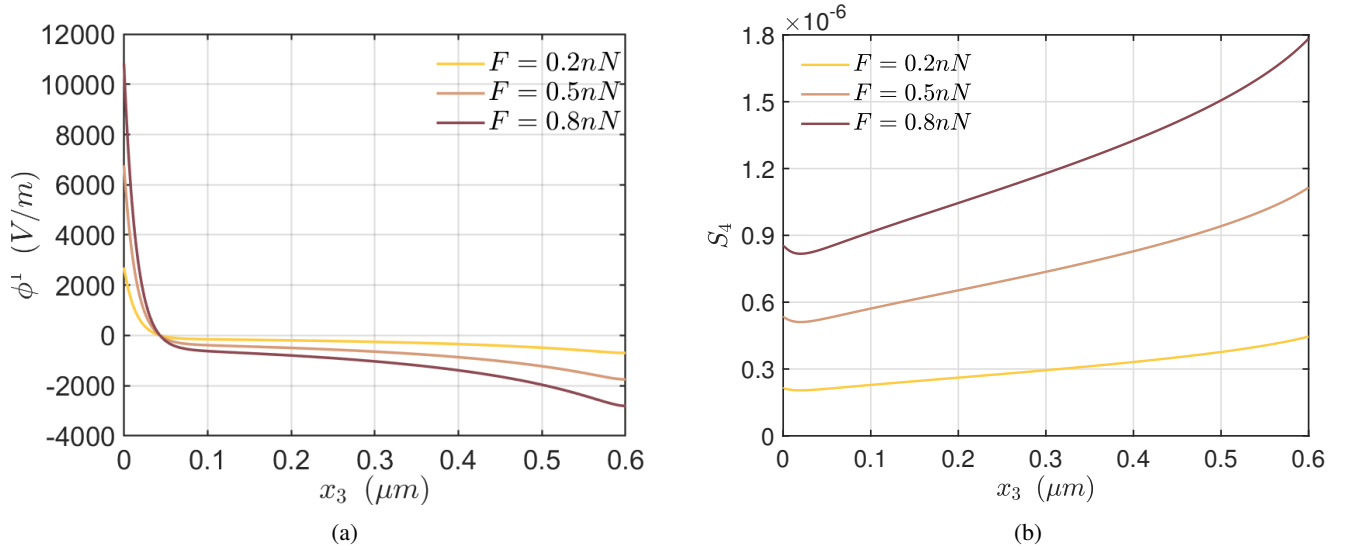 12000
10000
8000
6000
4000
2000
0
-2000
-4000
ϕ¹ (V/m)
F = 0.2nN
F = 0.5nN
F = 0.8nN
0 0.1 0.2 0.3 0.4 0.5 0.6
x₃ (μm)
(a)
×10⁻⁶
1.8
1.5
1.2
0.9
0.6
0.3
0
S₄
F = 0.2nN
F = 0.5nN
F = 0.8nN
0 0.1 0.2 0.3 0.4 0.5 0.6
x₃ (μm)
(b)